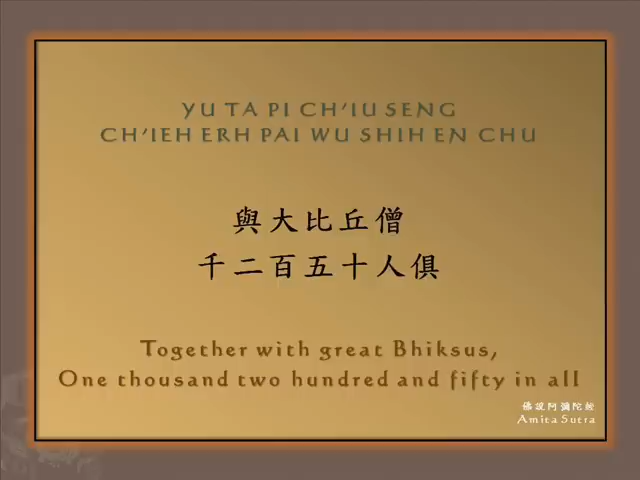 YU TA PI CH'IU SENG
CH'IEH ERH PAI WU SHIH EN CHU
與大比丘僧
千二百五十人俱
Together with great Bhiksus,
One thousand two hundred and fifty in all
佛說阿彌陀經
Amita Sutra